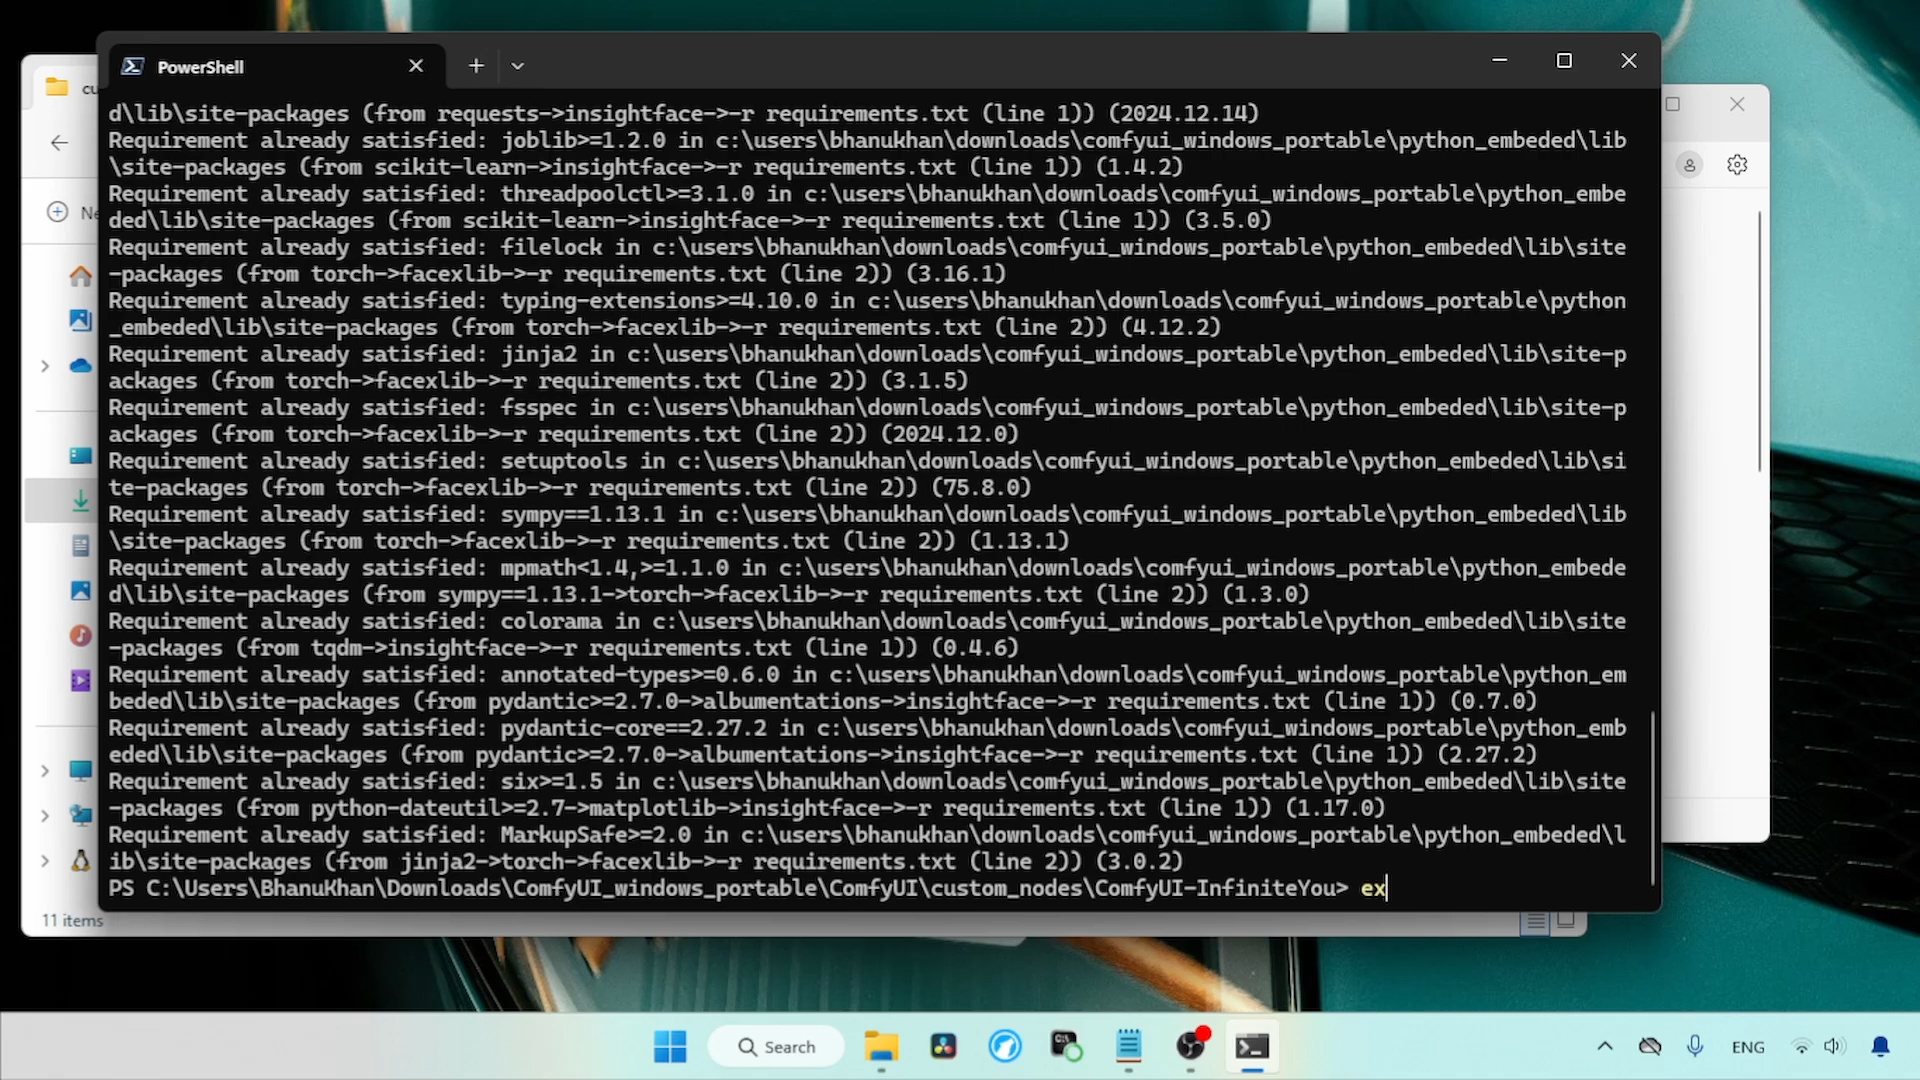 PowerShell
cu
Ne
d\lib\site-packages (from requests->insightface->-r requirements.txt (line 1)) (2024.12.14)
Requirement already satisfied: joblib>=1.2.0 in c:\users\bhanukhan\downloads\comfyui_windows_portable\python_embeded\lib
\site-packages (from scikit-learn->insightface->-r requirements.txt (line 1)) (1.4.2)
Requirement already satisfied: threadpoolctl>=3.1.0 in c:\users\bhanukhan\downloads\comfyui_windows_portable\python_embe
ded\lib\site-packages (from scikit-learn->insightface->-r requirements.txt (line 1)) (3.5.0)
Requirement already satisfied: filelock in c:\users\bhanukhan\downloads\comfyui_windows_portable\python_embeded\lib\site
-packages (from torch->facexlib->-r requirements.txt (line 2)) (3.16.1)
Requirement already satisfied: typing-extensions>=4.10.0 in c:\users\bhanukhan\downloads\comfyui_windows_portable\python
_embeded\lib\site-packages (from torch->facexlib->-r requirements.txt (line 2)) (4.12.2)
Requirement already satisfied: jinja2 in c:\users\bhanukhan\downloads\comfyui_windows_portable\python_embeded\lib\site-p
ackages (from torch->facexlib->-r requirements.txt (line 2)) (3.1.5)
Requirement already satisfied: fsspec in c:\users\bhanukhan\downloads\comfyui_windows_portable\python_embeded\lib\site-p
ackages (from torch->facexlib->-r requirements.txt (line 2)) (2024.12.0)
Requirement already satisfied: setuptools in c:\users\bhanukhan\downloads\comfyui_windows_portable\python_embeded\lib\si
te-packages (from torch->facexlib->-r requirements.txt (line 2)) (75.8.0)
Requirement already satisfied: sympy==1.13.1 in c:\users\bhanukhan\downloads\comfyui_windows_portable\python_embeded\lib
\site-packages (from torch->facexlib->-r requirements.txt (line 2)) (1.13.1)
Requirement already satisfied: mpmath<1.4,>=1.1.0 in c:\users\bhanukhan\downloads\comfyui_windows_portable\python_embede
d\lib\site-packages (from sympy==1.13.1->torch->facexlib->-r requirements.txt (line 2)) (1.3.0)
Requirement already satisfied: colorama in c:\users\bhanukhan\downloads\comfyui_windows_portable\python_embeded\lib\site
-packages (from tqdm->insightface->-r requirements.txt (line 1)) (0.4.6)
Requirement already satisfied: annotated-types>=0.6.0 in c:\users\bhanukhan\downloads\comfyui_windows_portable\python_em
beded\lib\site-packages (from pydantic>=2.7.0->albumentations->insightface->-r requirements.txt (line 1)) (0.7.0)
Requirement already satisfied: pydantic-core==2.27.2 in c:\users\bhanukhan\downloads\comfyui_windows_portable\python_emb
eded\lib\site-packages (from pydantic>=2.7.0->albumentations->insightface->-r requirements.txt (line 1)) (2.27.2)
Requirement already satisfied: six>=1.5 in c:\users\bhanukhan\downloads\comfyui_windows_portable\python_embeded\lib\site
-packages (from python-dateutil>=2.7->matplotlib->insightface->-r requirements.txt (line 1)) (1.17.0)
Requirement already satisfied: MarkupSafe>=2.0 in c:\users\bhanukhan\downloads\comfyui_windows_portable\python_embeded\l
ib\site-packages (from jinja2->torch->facexlib->-r requirements.txt (line 2)) (3.0.2)
PS C:\Users\BhanuKhan\Downloads\ComfyUI_windows_portable\ComfyUI\custom_nodes\ComfyUI-InfiniteYou> ex
11 items
Search
ENG